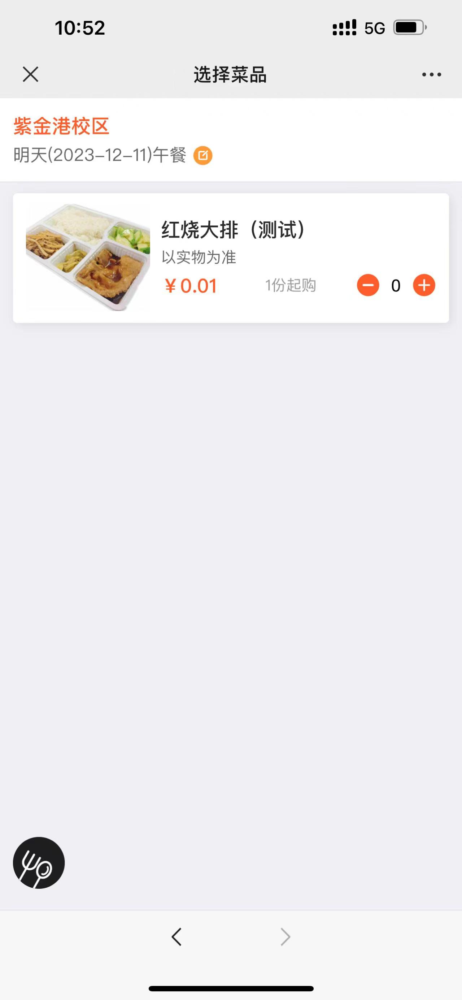 10:52
5G
选择菜品
紫金港校区
明天(2023-12-11)午餐
红烧大排（测试）
以实物为准
￥0.01 1份起购 0